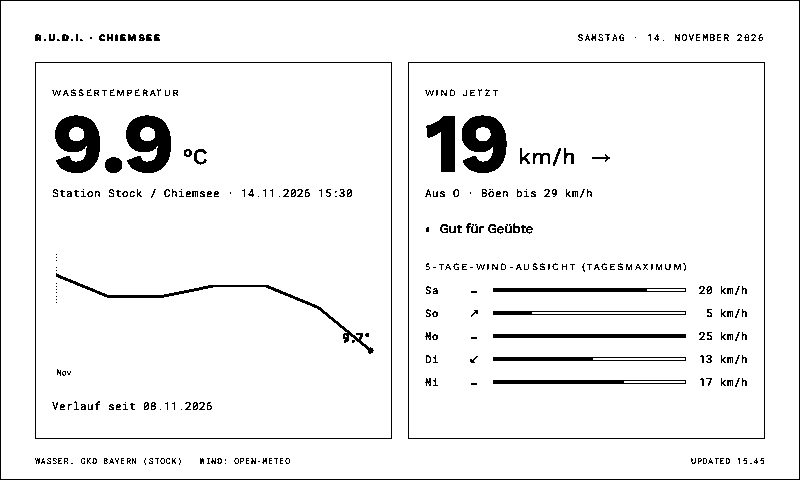 R.U.D.I. · CHIEMSEE
SAMSTAG · 14. NOVEMBER 2026
WASSERTEMPERATUR
9.9 °C
Station Stock / Chiemsee · 14.11.2026 15:30
9.7°
Nov
Verlauf seit 08.11.2026
WIND JETZT
19 km/h →
Aus O · Böen bis 29 km/h
Gut für Geübte
5-TAGE-WIND-AUSSICHT (TAGESMAXIMUM)
Sa – 20 km/h
So ↗ 5 km/h
Mo – 25 km/h
Di ↙ 13 km/h
Mi – 17 km/h
WASSER: GKD BAYERN (STOCK) WIND: OPEN-METEO
UPDATED 15:45